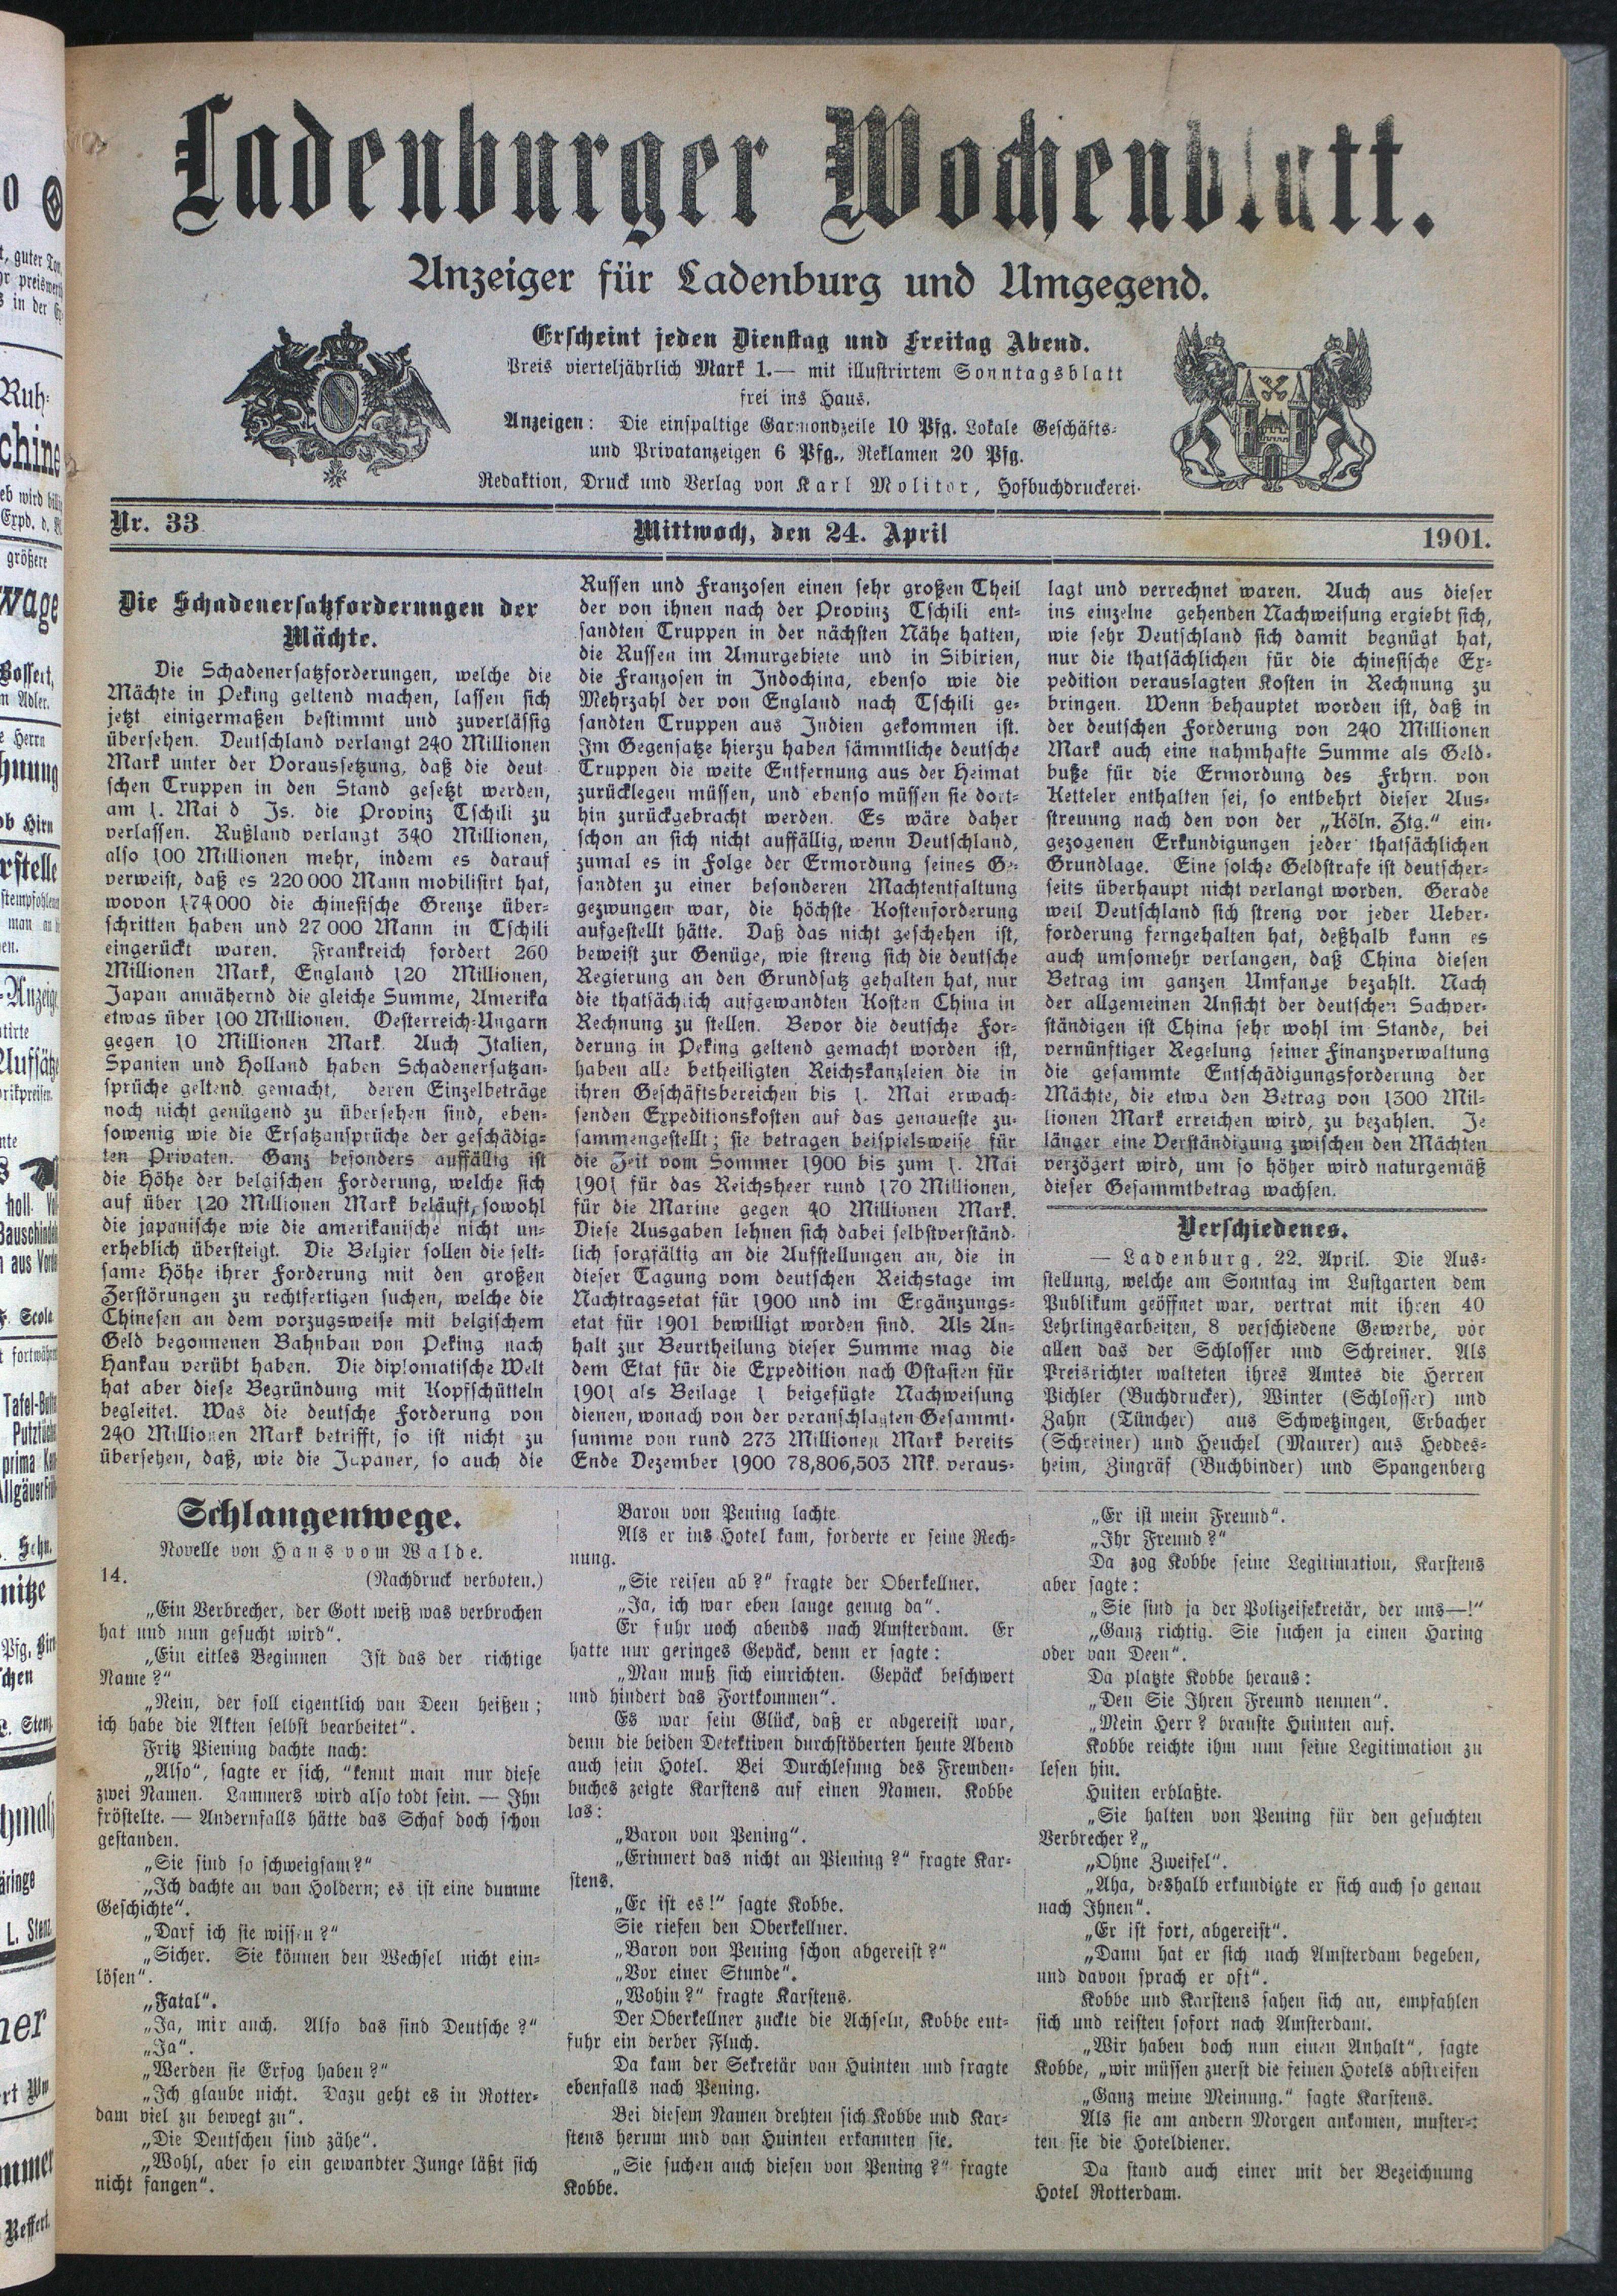 Ladenburger Wochenblatt.
Anzeiger für Ladenburg und Umgegend.
Erscheint jeden Dienstag und Freitag Abend.
Preis vierteljährlich Mark 1.— mit illustrirtem Sonntagsblatt
frei ins Haus.
Anzeigen: Die einspaltige Garmondzeile 10 Pfg. Lokale Geschäfts-
und Privatanzeigen 6 Pfg., Reklamen 20 Pfg.
Redaktion, Druck und Verlag von Karl Molitor, Hofbuchdruckerei.
Nr. 33 Mittwoch, den 24. April 1901.
Die Schadenersatzforderungen der
Mächte.
Die Schadenersatzforderungen, welche die
Mächte in Peking geltend machen, lassen sich
jetzt einigermaßen bestimmt und zuverlässig
übersehen. Deutschland verlangt 240 Millionen
Mark unter der Voraussetzung, daß die deut-
schen Truppen in den Stand gesetzt werden,
am 1. Mai d Js. die Provinz Tschili zu
verlassen. Rußland verlangt 340 Millionen,
also 100 Millionen mehr, indem es darauf
verweist, daß es 220 000 Mann mobilisirt hat,
wovon 174 000 die chinesische Grenze über-
schritten haben und 27 000 Mann in Tschili
eingerückt waren. Frankreich fordert 260
Millionen Mark, England 120 Millionen,
Japan annähernd die gleiche Summe, Amerika
etwas über 100 Millionen. Oesterreich-Ungarn
gegen 10 Millionen Mark. Auch Italien,
Spanien und Holland haben Schadenersatzan-
sprüche geltend gemacht, deren Einzelbeträge
noch nicht genügend zu übersehen sind, eben-
sowenig wie die Ersatzansprüche der geschädig-
ten Privaten. Ganz besonders auffällig ist
die Höhe der belgischen Forderung, welche sich
auf über 120 Millionen Mark beläuft, sowohl
die japanische wie die amerikanische nicht un-
erheblich übersteigt. Die Belgier sollen die selt-
same Höhe ihrer Forderung mit den großen
Zerstörungen zu rechtfertigen suchen, welche die
Chinesen an dem vorzugsweise mit belgischem
Geld begonnenen Bahnbau von Peking nach
Hankau verübt haben. Die diplomatische Welt
hat aber diese Begründung mit Kopfschütteln
begleitet. Was die deutsche Forderung von
240 Millionen Mark betrifft, so ist nicht zu
übersehen, daß, wie die Japaner, so auch die
Russen und Franzosen einen sehr großen Theil
der von ihnen nach der Provinz Tschili ent-
sandten Truppen in der nächsten Nähe hatten,
die Russen im Amurgebiete und in Sibirien,
die Franzosen in Indochina, ebenso wie die
Mehrzahl der von England nach Tschili ge-
sandten Truppen aus Indien gekommen ist.
Im Gegensatze hierzu haben sämmtliche deutsche
Truppen die weite Entfernung aus der Heimat
zurücklegen müssen, und ebenso müssen sie dort-
hin zurückgebracht werden. Es wäre daher
schon an sich nicht auffällig, wenn Deutschland,
zumal es in Folge der Ermordung seines Ge-
sandten zu einer besonderen Machtentfaltung
gezwungen war, die höchste Kostenforderung
aufgestellt hätte. Daß das nicht geschehen ist,
beweist zur Genüge, wie streng sich die deutsche
Regierung an den Grundsatz gehalten hat, nur
die thatsächlich aufgewandten Kosten China in
Rechnung zu stellen. Bevor die deutsche For-
derung in Peking geltend gemacht worden ist,
haben alle betheiligten Reichskanzleien die in
ihren Geschäftsbereichen bis 1. Mai erwach-
senden Expeditionskosten auf das genaueste zu-
sammengestellt; sie betragen beispielsweise für
die Zeit vom Sommer 1900 bis zum 1. Mai
1901 für das Reichsheer rund 170 Millionen,
für die Marine gegen 40 Millionen Mark.
Diese Ausgaben lehnen sich dabei selbstverständ-
lich sorgfältig an die Aufstellungen an, die in
dieser Tagung vom deutschen Reichstage im
Nachtragsetat für 1900 und im Ergänzungs-
etat für 1901 bewilligt worden sind. Als An-
halt zur Beurtheilung dieser Summe mag die
dem Etat für die Expedition nach Ostasien für
1901 als Beilage 1 beigefügte Nachweisung
dienen, wonach von der veranschlagten Gesammt-
summe von rund 273 Millionen Mark bereits
Ende Dezember 1900 78,806,503 Mk. veraus-
lagt und verrechnet waren. Auch aus dieser
ins einzelne gehenden Nachweisung ergiebt sich,
wie sehr Deutschland sich damit begnügt hat,
nur die thatsächlichen für die chinesische Ex-
pedition verauslagten Kosten in Rechnung zu
bringen. Wenn behauptet worden ist, daß in
der deutschen Forderung von 240 Millionen
Mark auch eine nahmhafte Summe als Geld-
buße für die Ermordung des Frhrn. von
Ketteler enthalten sei, so entbehrt dieser Aus-
streuung nach den von der „Köln. Ztg.“ ein-
gezogenen Erkundigungen jeder thatsächlichen
Grundlage. Eine solche Geldstrafe ist deutscher-
seits überhaupt nicht verlangt worden. Gerade
weil Deutschland sich streng vor jeder Ueber-
forderung ferngehalten hat, deßhalb kann es
auch umsomehr verlangen, daß China diesen
Betrag im ganzen Umfange bezahlt. Nach
der allgemeinen Ansicht der deutschen Sachver-
ständigen ist China sehr wohl im Stande, bei
vernünftiger Regelung seiner Finanzverwaltung
die gesammte Entschädigungsforderung der
Mächte, die etwa den Betrag von 1300 Mil-
lionen Mark erreichen wird, zu bezahlen. Je
länger eine Verständigung zwischen den Mächten
verzögert wird, um so höher wird naturgemäß
dieser Gesammtbetrag wachsen.
Verschiedenes.
— Ladenburg, 22. April. Die Aus-
stellung, welche am Sonntag im Lustgarten dem
Publikum geöffnet war, vertrat mit ihren 40
Lehrlingsarbeiten, 8 verschiedene Gewerbe, vor
allen das der Schlosser und Schreiner. Als
Preisrichter walteten ihres Amtes die Herren
Pichler (Buchdrucker), Winter (Schlosser) und
Zahn (Tüncher) aus Schwetzingen, Erbacher
(Schreiner) und Heuchel (Maurer) aus Heddes-
heim, Zingräf (Buchbinder) und Spangenberg
Schlangenwege.
Novelle von Hans vom Walde.
14. (Nachdruck verboten.)
„Ein Verbrecher, der Gott weiß was verbrochen
hat und nun gesucht wird“.
„Ein eitles Beginnen Ist das der richtige
Name?“
„Nein, der soll eigentlich van Deen heißen;
ich habe die Akten selbst bearbeitet“.
Fritz Piening dachte nach:
„Also“, sagte er sich, “kennt man nur diese
zwei Namen. Lammers wird also todt sein. — Ihn
fröstelte. — Andernfalls hätte das Schaf doch schon
gestanden.
„Sie sind so schweigsam?“
„Ich dachte an van Holdern; es ist eine dumme
Geschichte“.
„Darf ich sie wissen?“
„Sicher. Sie können den Wechsel nicht ein-
lösen“.
„Fatal“.
„Ja, mir auch. Also das sind Deutsche?“
„Ja“.
„Werden sie Erfog haben?“
„Ich glaube nicht. Dazu geht es in Rotter-
dam viel zu bewegt zu“.
„Die Deutschen sind zähe“.
„Wohl, aber so ein gewandter Junge läßt sich
nicht fangen“.
Baron von Pening lachte
Als er ins Hotel kam, forderte er seine Rech-
nung.
„Sie reisen ab?“ fragte der Oberkellner.
„Ja, ich war eben lange genug da“.
Er fuhr noch abends nach Amsterdam. Er
hatte nur geringes Gepäck, denn er sagte:
„Man muß sich einrichten. Gepäck beschwert
und hindert das Fortkommen“.
Es war sein Glück, daß er abgereist war,
denn die beiden Detektiven durchstöberten heute Abend
auch sein Hotel. Bei Durchlesung des Fremden-
buches zeigte Karstens auf einen Namen. Kobbe
las:
„Baron von Pening“.
„Erinnert das nicht an Piening?“ fragte Kar-
stens.
„Er ist es!“ sagte Kobbe.
Sie riefen den Oberkellner.
„Baron von Pening schon abgereist?“
„Vor einer Stunde“.
„Wohin?“ fragte Karstens.
Der Oberkellner zuckte die Achseln, Kobbe ent-
fuhr ein derber Fluch.
Da kam der Sekretär van Huinten und fragte
ebenfalls nach Pening.
Bei diesem Namen drehten sich Kobbe und Kar-
stens herum und van Huinten erkannten sie.
„Sie suchen auch diesen von Pening?“ fragte
Kobbe.
„Er ist mein Freund“.
„Ihr Freund?“
Da zog Kobbe seine Legitimation, Karstens
aber sagte:
„Sie sind ja der Polizeisekretär, der uns—!“
„Ganz richtig. Sie suchen ja einen Haring
oder van Deen“.
Da platzte Kobbe heraus:
„Den Sie Ihren Freund nennen“.
„Mein Herr? brauste Huinten auf.
Kobbe reichte ihm nun seine Legitimation zu
lesen hin.
Huiten erblaßte.
„Sie halten von Pening für den gesuchten
Verbrecher?„
„Ohne Zweifel“.
„Aha, deshalb erkundigte er sich auch so genau
nach Ihnen“.
„Er ist fort, abgereist“.
„Dann hat er sich nach Amsterdam begeben,
und davon sprach er oft“.
Kobbe und Karstens sahen sich an, empfahlen
sich und reisten sofort nach Amsterdam.
„Wir haben doch nun einen Anhalt“, sagte
Kobbe, „wir müssen zuerst die feinen Hotels abstreifen
„Ganz meine Meinung.“ sagte Karstens.
Als sie am andern Morgen ankamen, muster-
ten sie die Hoteldiener.
Da stand auch einer mit der Bezeichnung
Hotel Rotterdam.